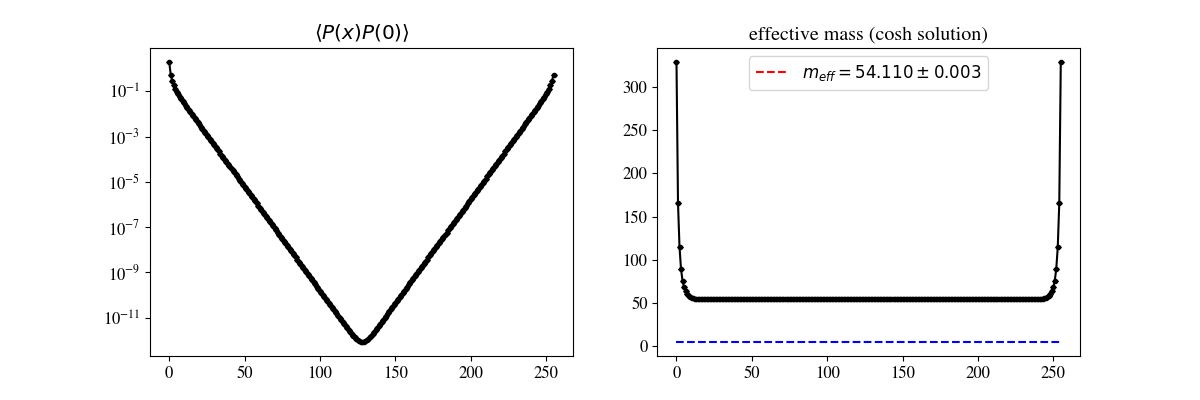 ⟨P(x)P(0)⟩
10⁻¹
10⁻³
10⁻⁵
10⁻⁷
10⁻⁹
10⁻¹¹
0 50 100 150 200 250
effective mass (cosh solution)
m_eff = 54.110 ± 0.003
300
250
200
150
100
50
0
0 50 100 150 200 250